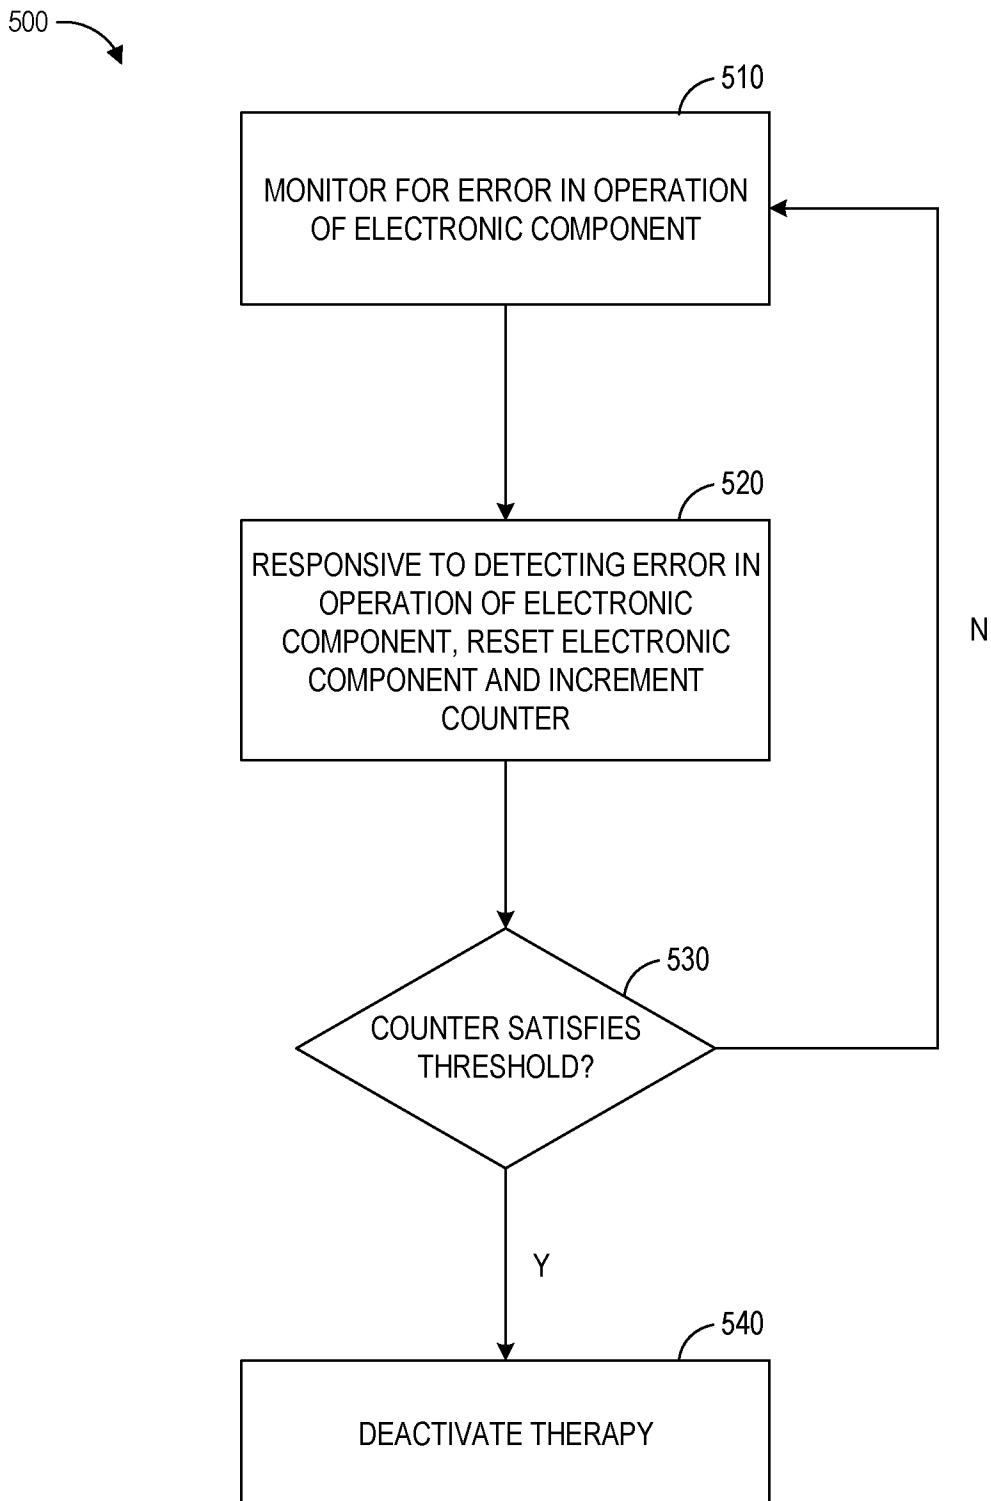 500
510
MONITOR FOR ERROR IN OPERATION
OF ELECTRONIC COMPONENT
520
RESPONSIVE TO DETECTING ERROR IN
OPERATION OF ELECTRONIC
COMPONENT, RESET ELECTRONIC
COMPONENT AND INCREMENT
COUNTER
N
530
COUNTER SATISFIES
THRESHOLD?
Y
540
DEACTIVATE THERAPY